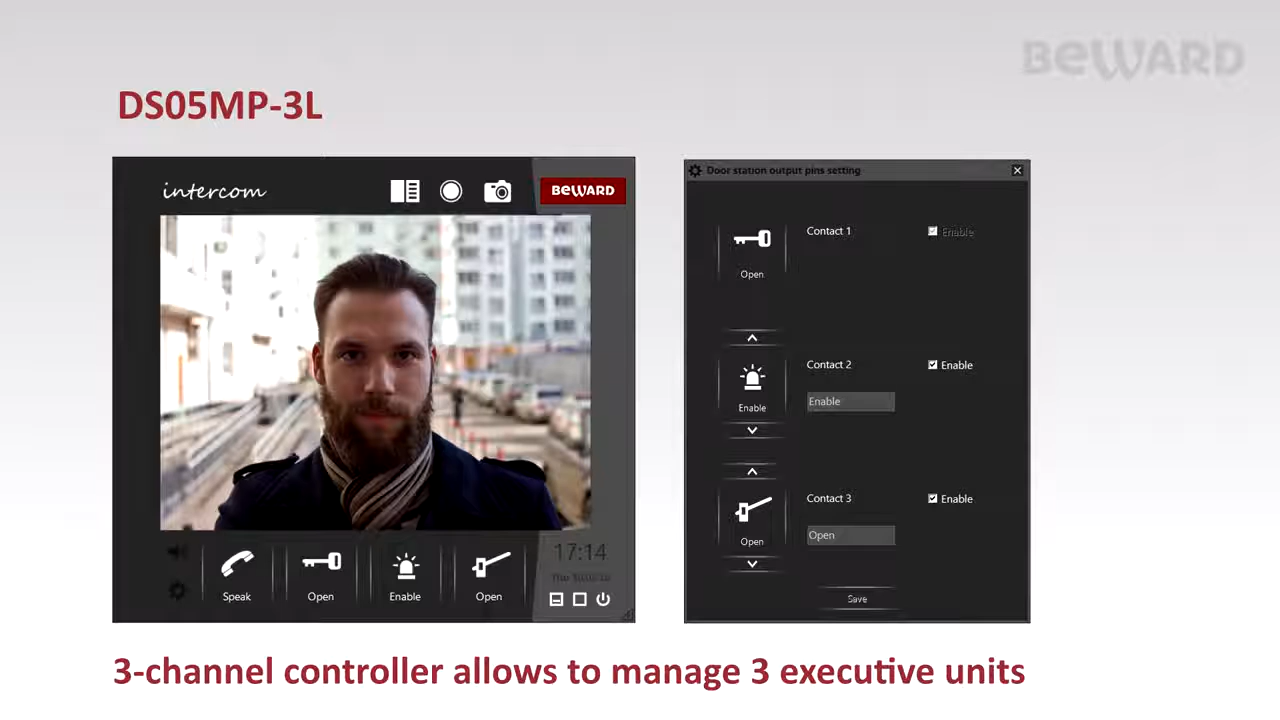 BEWARD
DS05MP-3L
intercom
BEWARD
Speak
Open
Enable
Open
17:14
Door station output pins setting
Contact 1
Enable
Open
Contact 2
Enable
Enable
Enable
Contact 3
Enable
Open
Open
Save
3-channel controller allows to manage 3 executive units